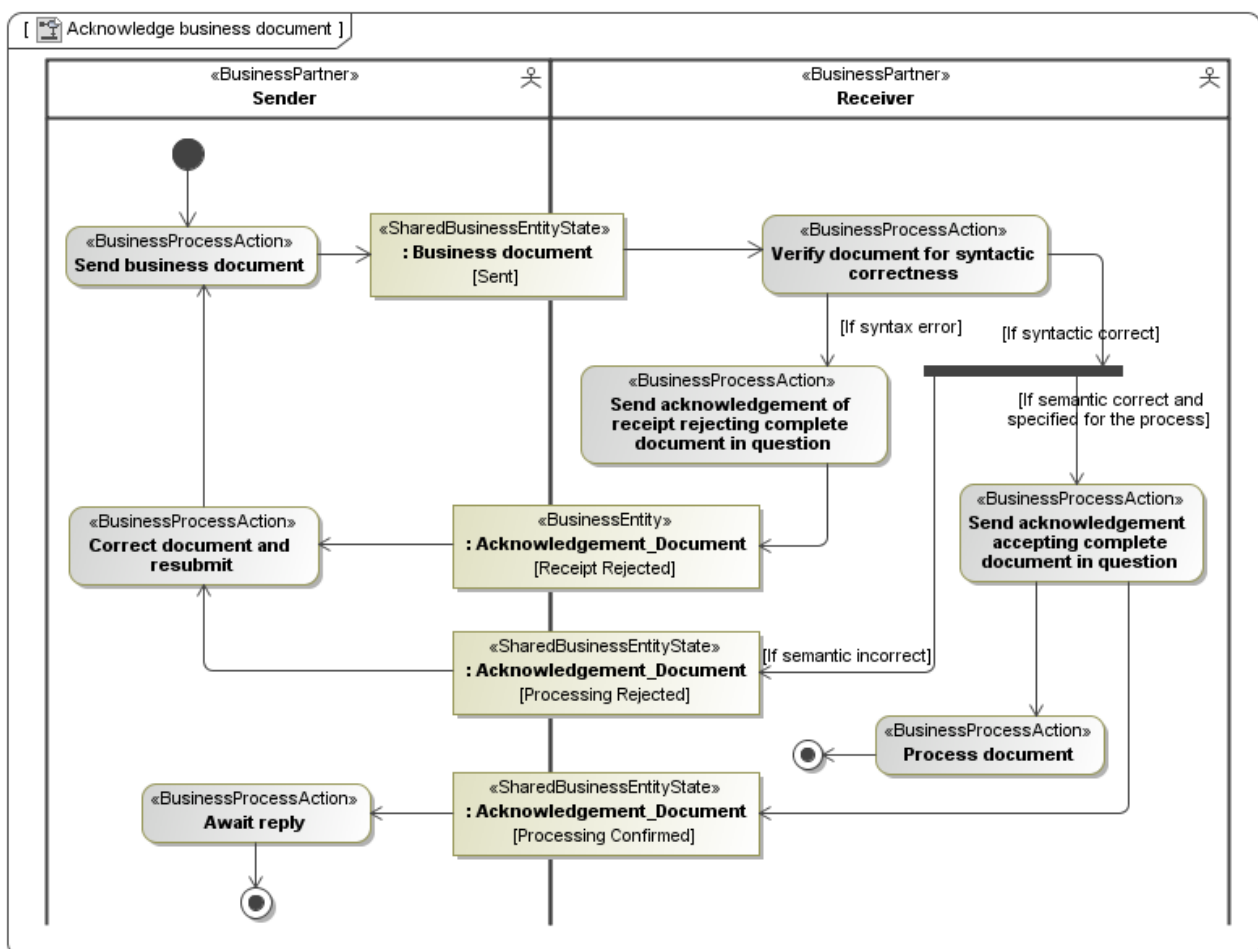 [ Acknowledge business document ]
«BusinessPartner»
Sender
«BusinessPartner»
Receiver
«BusinessProcessAction»
Send business document
«SharedBusinessEntityState»
: Business document
[Sent]
«BusinessProcessAction»
Verify document for syntactic
correctness
[If syntax error]
[If syntactic correct]
«BusinessProcessAction»
Send acknowledgement of
receipt rejecting complete
document in question
[If semantic correct and
specified for the process]
«BusinessProcessAction»
Send acknowledgement
accepting complete
document in question
«BusinessProcessAction»
Correct document and
resubmit
«BusinessEntity»
: Acknowledgement_Document
[Receipt Rejected]
«SharedBusinessEntityState»
: Acknowledgement_Document
[Processing Rejected]
[If semantic incorrect]
«BusinessProcessAction»
Process document
«BusinessProcessAction»
Await reply
«SharedBusinessEntityState»
: Acknowledgement_Document
[Processing Confirmed]